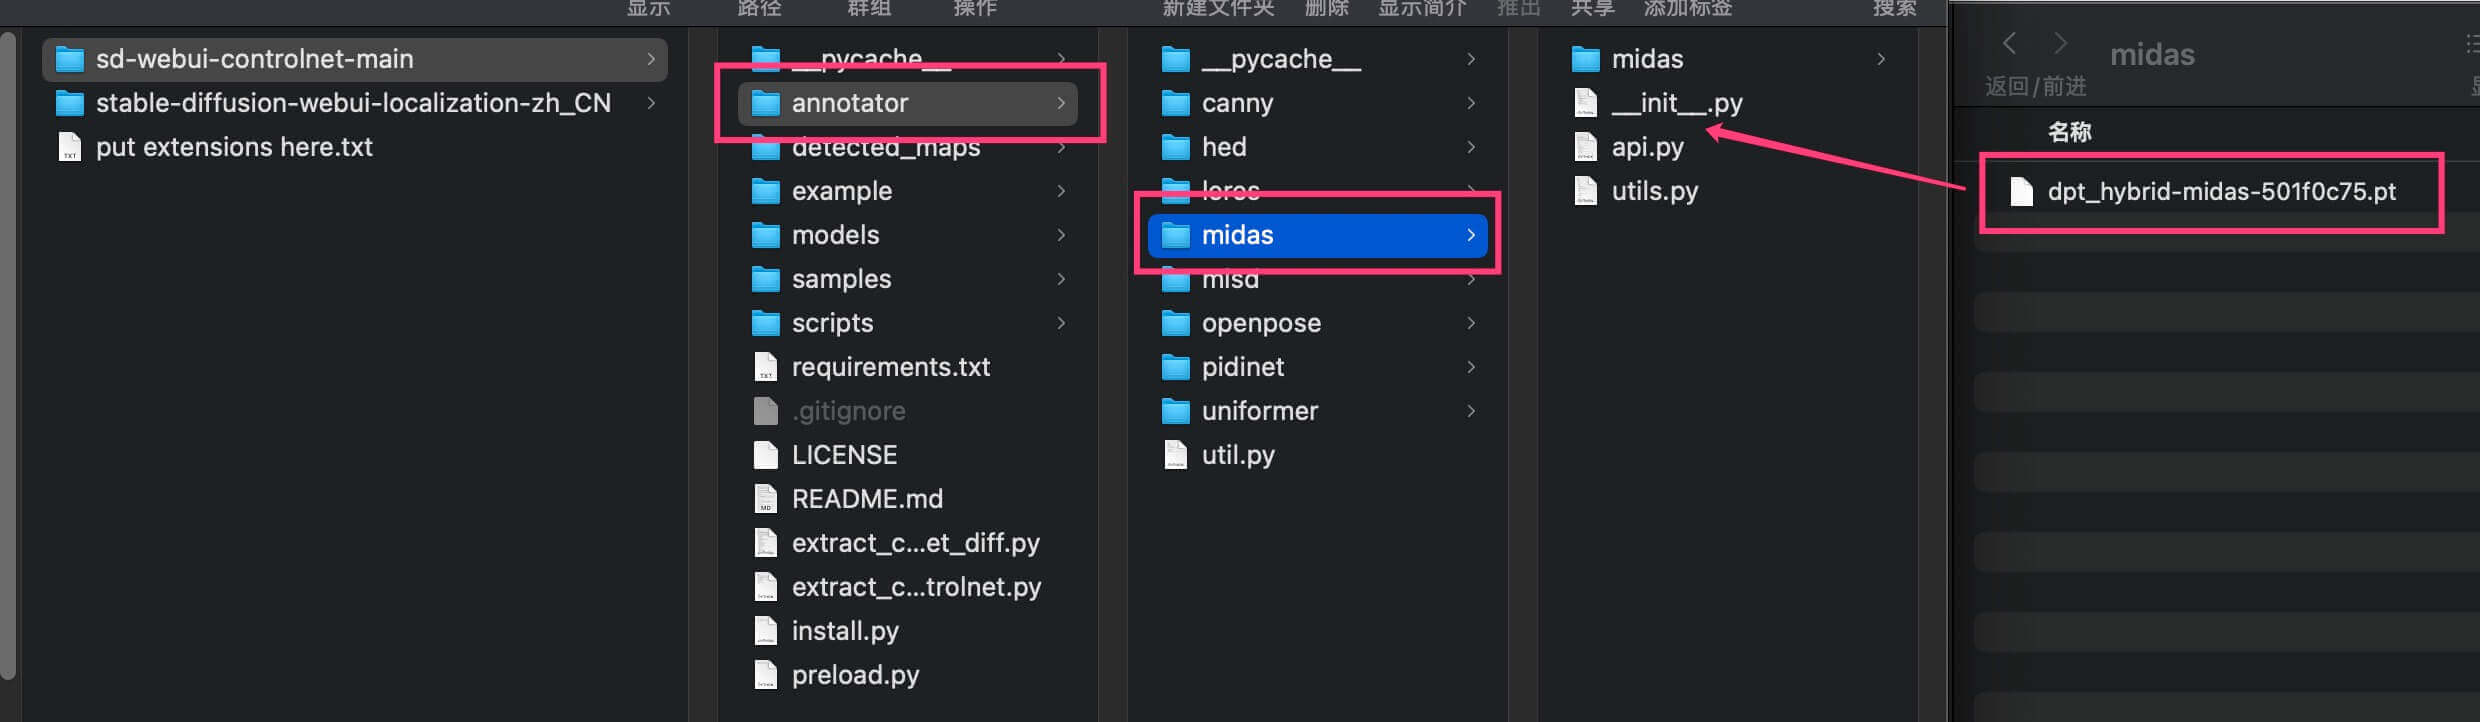 显示 路径 群组 操作 新建文件夹 删除 显示简介 推出 共享 添加标签 搜索
sd-webui-controlnet-main
stable-diffusion-webui-localization-zh_CN
put extensions here.txt
__pycache__
annotator
detected_maps
example
models
samples
scripts
requirements.txt
.gitignore
LICENSE
README.md
extract_c...et_diff.py
extract_c...trolnet.py
install.py
preload.py
__pycache__
canny
hed
leres
midas
mlsd
openpose
pidinet
uniformer
util.py
midas
__init__.py
api.py
utils.py
midas
返回/前进
名称
dpt_hybrid-midas-501f0c75.pt